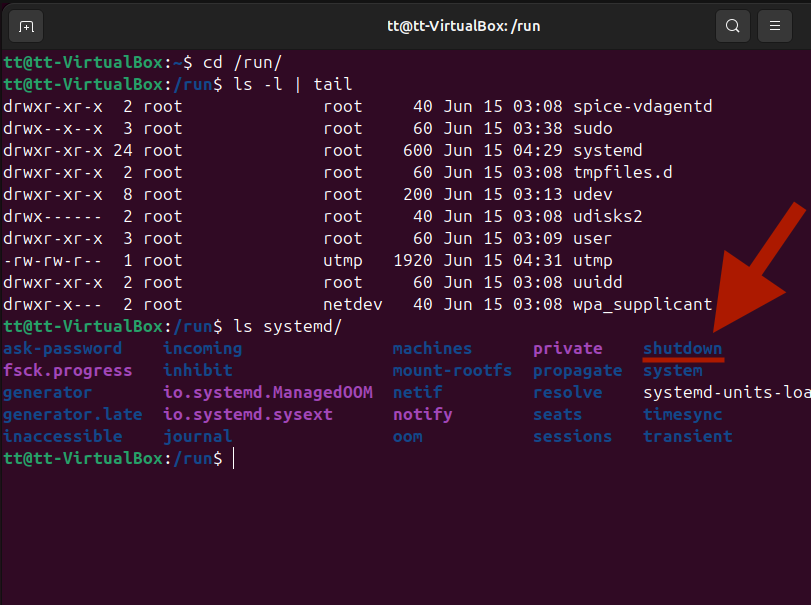 tt@tt-VirtualBox: /run
tt@tt-VirtualBox:~$ cd /run/
tt@tt-VirtualBox:/run$ ls -l | tail
drwxr-xr-x  2 root              root     40 Jun 15 03:08 spice-vdagentd
drwx--x--x  3 root              root     60 Jun 15 03:38 sudo
drwxr-xr-x 24 root              root    600 Jun 15 04:29 systemd
drwxr-xr-x  2 root              root     60 Jun 15 03:08 tmpfiles.d
drwxr-xr-x  8 root              root    200 Jun 15 03:13 udev
drwx------  2 root              root     40 Jun 15 03:08 udisks2
drwxr-xr-x  3 root              root     60 Jun 15 03:09 user
-rw-rw-r--  1 root              utmp   1920 Jun 15 04:31 utmp
drwxr-xr-x  2 root              root     60 Jun 15 03:08 uuidd
drwxr-x---  2 root              netdev   40 Jun 15 03:08 wpa_supplicant
tt@tt-VirtualBox:/run$ ls systemd/
ask-password    incoming               machines      private    shutdown
fsck.progress   inhibit                mount-rootfs  propagate  system
generator       io.systemd.ManagedOOM  netif         resolve    systemd-units-loa
generator.late  io.systemd.sysext      notify        seats      timesync
inaccessible    journal                oom           sessions   transient
tt@tt-VirtualBox:/run$